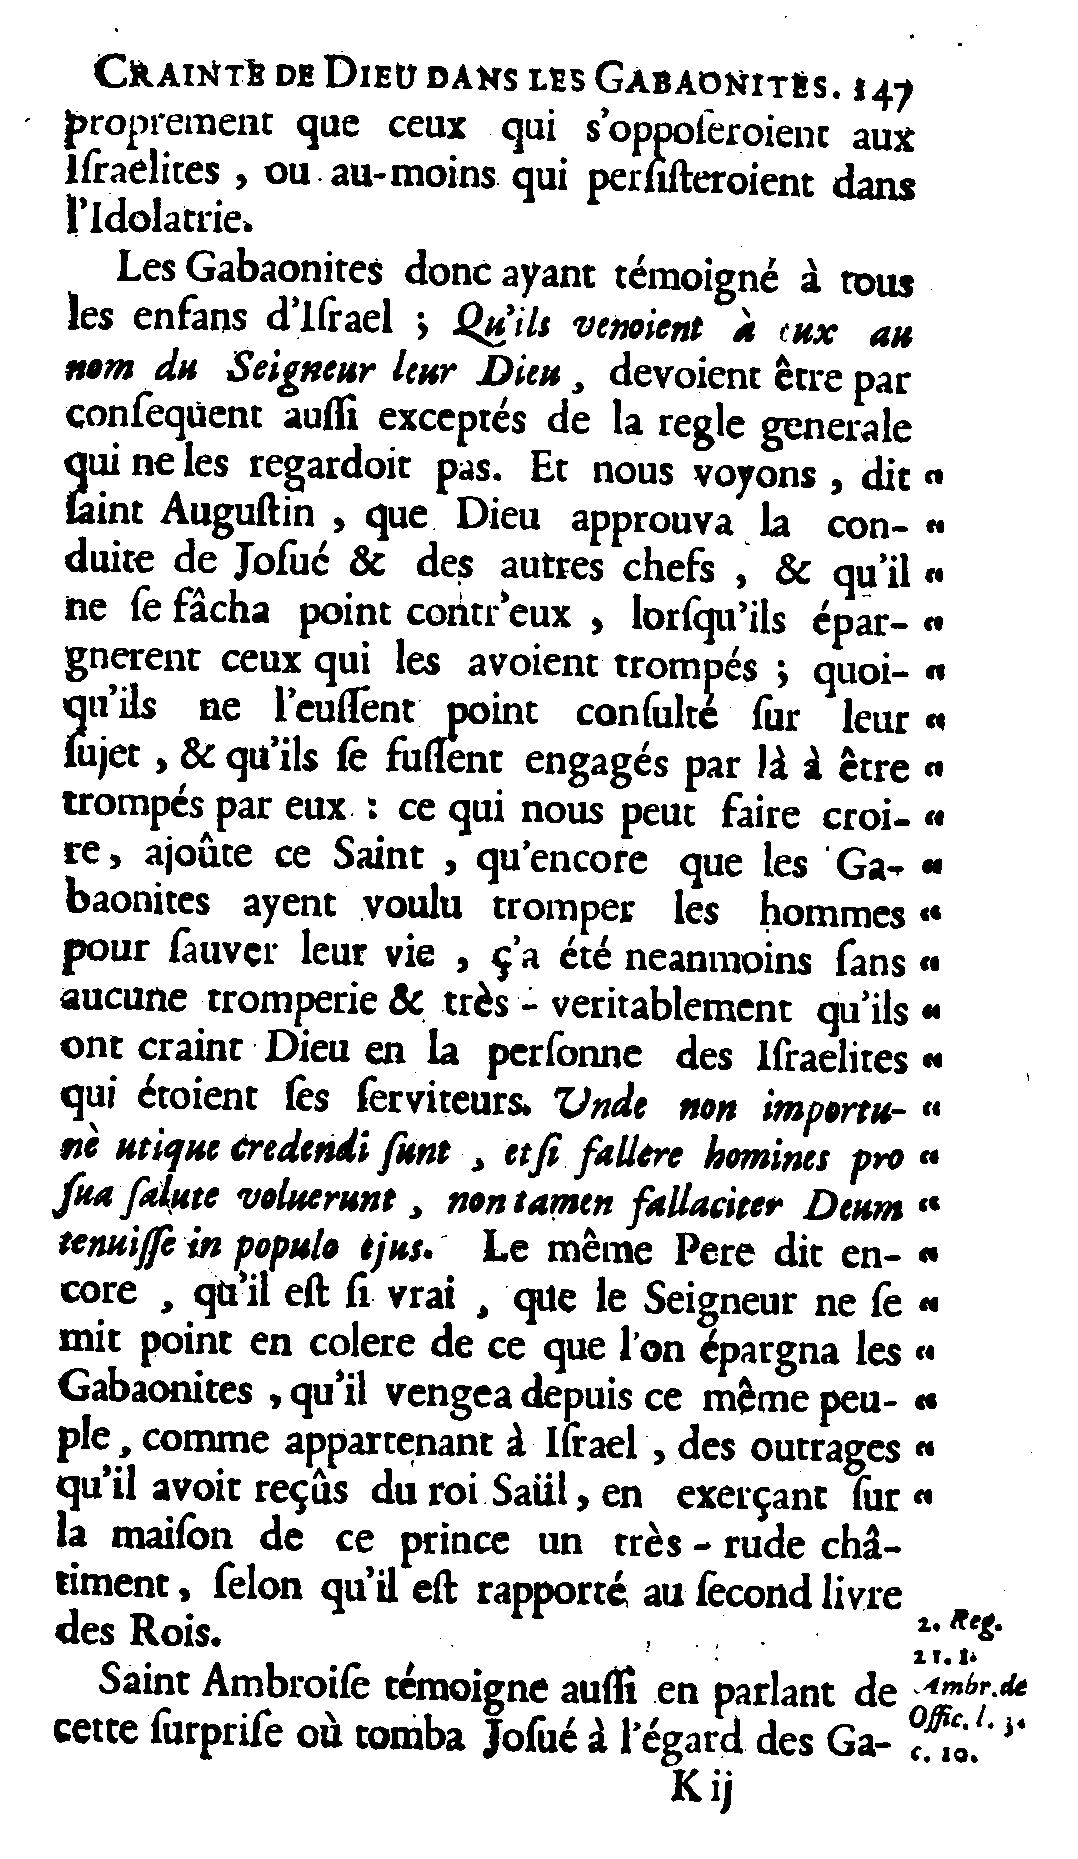 CRAINTE DE DIEU DANS LES GABAONITES. 147
proprement que ceux qui s'oppoſeroient aux
Iſraëlites, ou au-moins qui perſiſteroient dans
l'Idolatrie.
Les Gabaonites donc ayant témoigné à tous
les enfans d'Iſrael ; Qu'ils venoient à eux au
nom du Seigneur leur Dieu, devoient être par
conſequent auſſi exceptés de la regle generale
qui ne les regardoit pas. Et nous voyons, dit “
ſaint Auguſtin, que Dieu approuva la con- “
duite de Joſué & des autres chefs, & qu'il “
ne ſe fâcha point contr'eux, lorſqu'ils épar- “
gnerent ceux qui les avoient trompés ; quoi- “
qu'ils ne l'euſſent point conſulté ſur leur “
ſujet, & qu'ils ſe fuſſent engagés par là à être “
trompés par eux : ce qui nous peut faire croi- “
re, ajoûte ce Saint, qu'encore que les Ga- “
baonites ayent voulu tromper les hommes “
pour ſauver leur vie, ç'a été neanmoins ſans “
aucune tromperie & très-veritablement qu'ils “
ont craint Dieu en la perſonne des Iſraelites “
qui étoient ſes ſerviteurs. Unde non importu- “
nè utique credendi ſunt, etſi fallere homines pro “
ſua ſalute voluerunt, non tamen fallaciter Deum “
tenuiſſe in populo ejus. Le même Pere dit en- “
core, qu'il eſt ſi vrai, que le Seigneur ne ſe “
mit point en colere de ce que l'on épargna les “
Gabaonites, qu'il vengea depuis ce même peu- “
ple, comme appartenant à Iſrael, des outrages “
qu'il avoit reçûs du roi Saül, en exerçant ſur “
la maiſon de ce prince un très-rude châ-
timent, ſelon qu'il eſt rapporté au ſecond livre
des Rois.
2. Reg.
21. 1.
Saint Ambroiſe témoigne auſſi en parlant de
cette ſurpriſe où tomba Joſué à l'égard des Ga-
Ambr. de
Offic. l. 3.
c. 10.
K ij